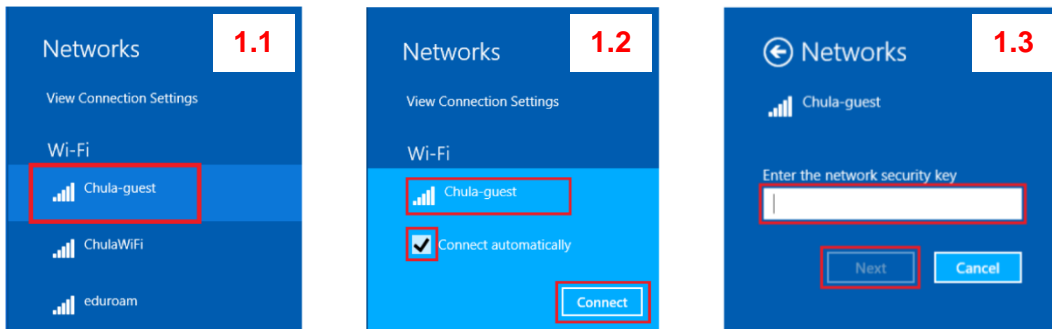 Networks
1.1
View Connection Settings
Wi-Fi
Chula-guest
ChulaWiFi
eduroam
Networks
1.2
View Connection Settings
Wi-Fi
Chula-guest
Connect automatically
Connect
Networks
1.3
Chula-guest
Enter the network security key
Next
Cancel